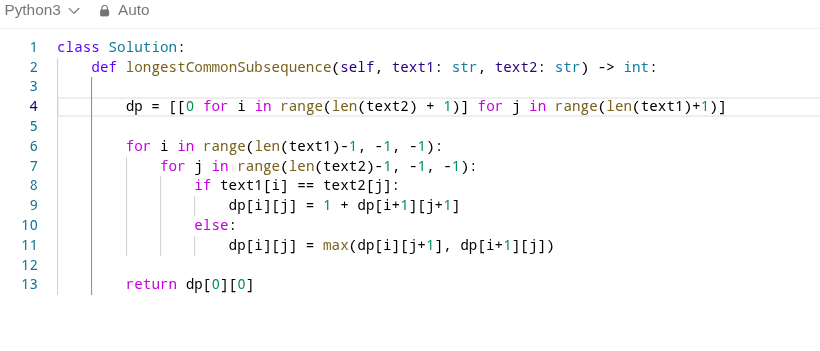 Python3 Auto
1 class Solution:
2     def longestCommonSubsequence(self, text1: str, text2: str) -> int:
3
4         dp = [[0 for i in range(len(text2) + 1)] for j in range(len(text1)+1)]
5
6         for i in range(len(text1)-1, -1, -1):
7             for j in range(len(text2)-1, -1, -1):
8                 if text1[i] == text2[j]:
9                     dp[i][j] = 1 + dp[i+1][j+1]
10                 else:
11                     dp[i][j] = max(dp[i][j+1], dp[i+1][j])
12
13         return dp[0][0]